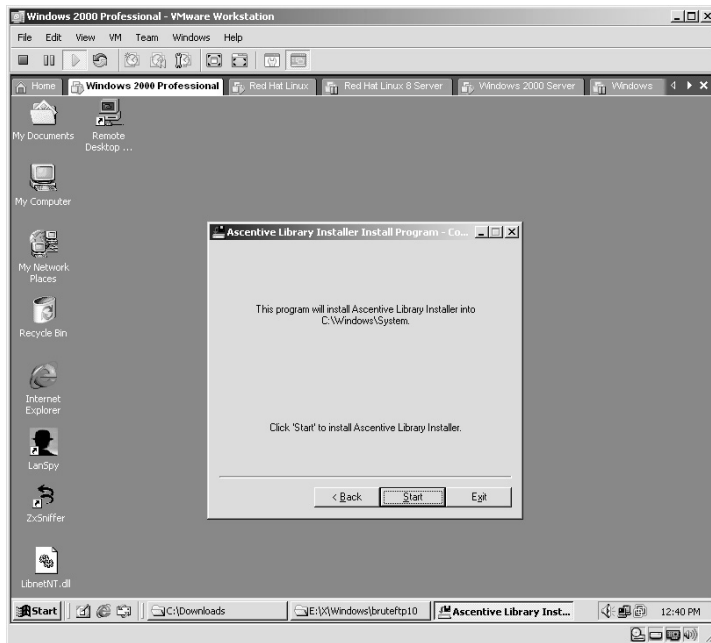 Windows 2000 Professional - VMware Workstation
File Edit View VM Team Windows Help
Home Windows 2000 Professional Red Hat Linux Red Hat Linux 8 Server Windows 2000 Server Windows
My Documents
Remote
Desktop ...
My Computer
My Network
Places
Recycle Bin
Internet
Explorer
LanSpy
ZxSniffer
LibnetNT.dll
Ascentive Library Installer Install Program - Co...
This program will install Ascentive Library Installer into
C:\Windows\System.
Click 'Start' to install Ascentive Library Installer.
< Back Start Exit
Start C:\Downloads E:\X\Windows\bruteftp10 Ascentive Library Inst... 12:40 PM